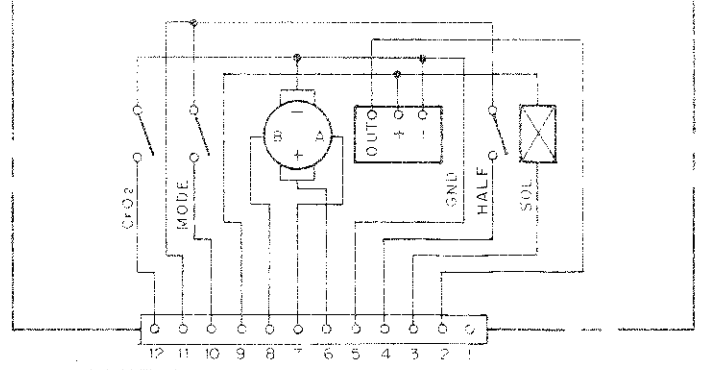 −
B A
+
OUT + -
CrO2
MODE
GND
HALF
SOL
12 11 10 9 8 7 6 5 4 3 2 1